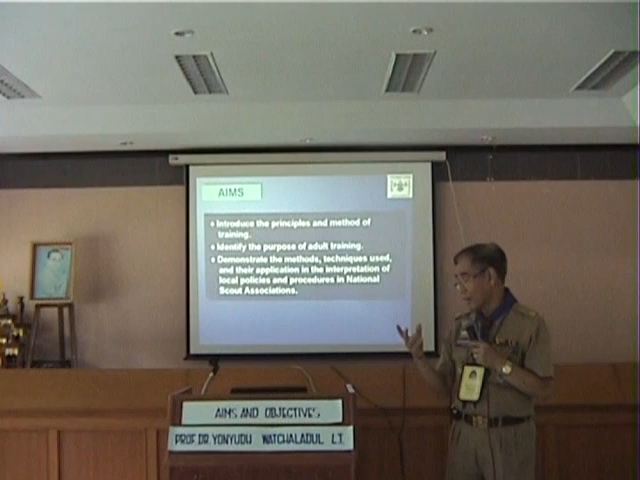 AIMS
• Introduce the principles and method of
training.
• Identify the purpose of adult training.
• Demonstrate the methods, techniques used,
and their application in the interpretation of
local policies and procedures in National
Scout Associations.
AIMS AND OBJECTIVES
PROF.DR.YONYUDU WATCHALADUL L.T.